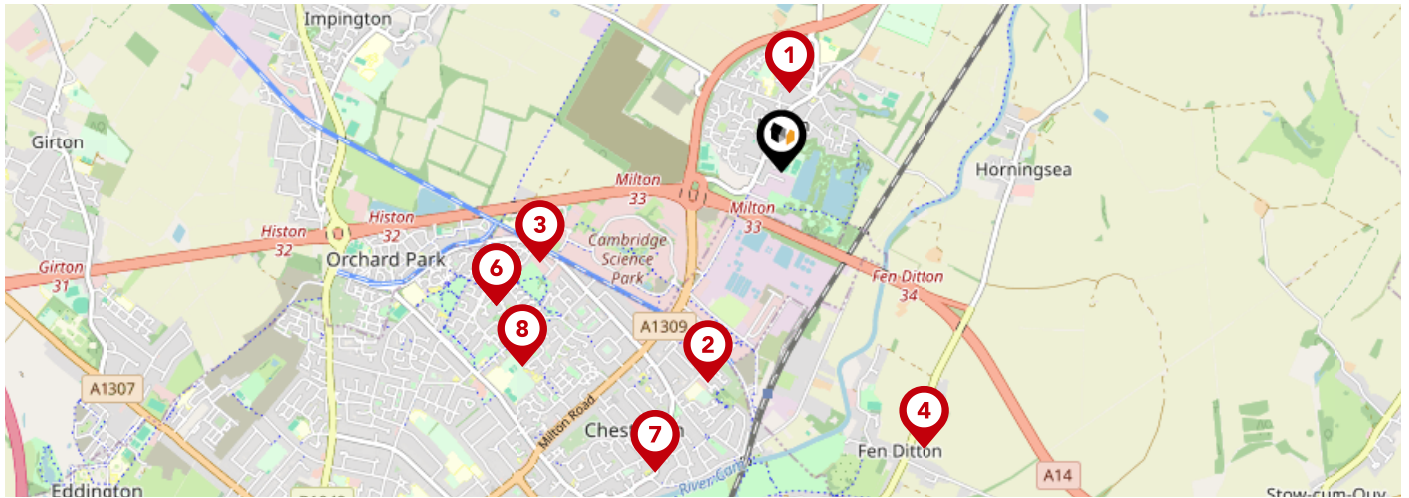 Impington
1
Girton
Horningsea
Milton
33
Milton
33
Histon
32
3
Histon
32
Cambridge
Science
Park
Orchard Park
6
Girton
31
Fen Ditton
34
8
A1309
2
A1307
Milton Road
4
7
Fen Ditton
River Cam
A14
Eddington
Stow-cum-Quy